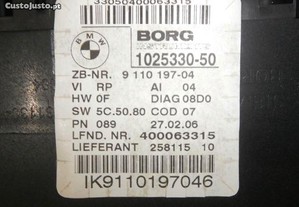 CustoJusto.pt
33050400063315
BMW
BORG
1025330-50
ZB-NR. 9 110 197-04
VI RP AI 04
HW 0F DIAG 08D0
SW 5C.50.80 COD 07
PN 089 27.02.06
LFND. NR. 400063315
LIEFERANT 258115 10
IK9110197046